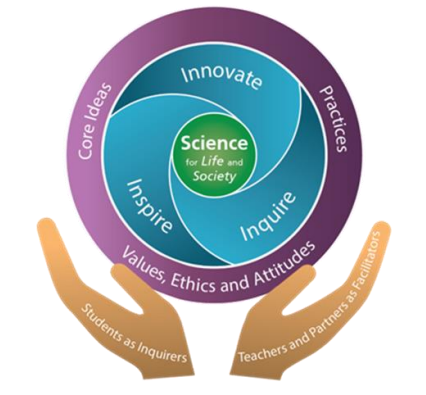 Innovate
Core Ideas
Practices
Science
for Life and
Society
Inspire
Inquire
Values, Ethics and Attitudes
Students as Inquirers
Teachers and Partners as Facilitators